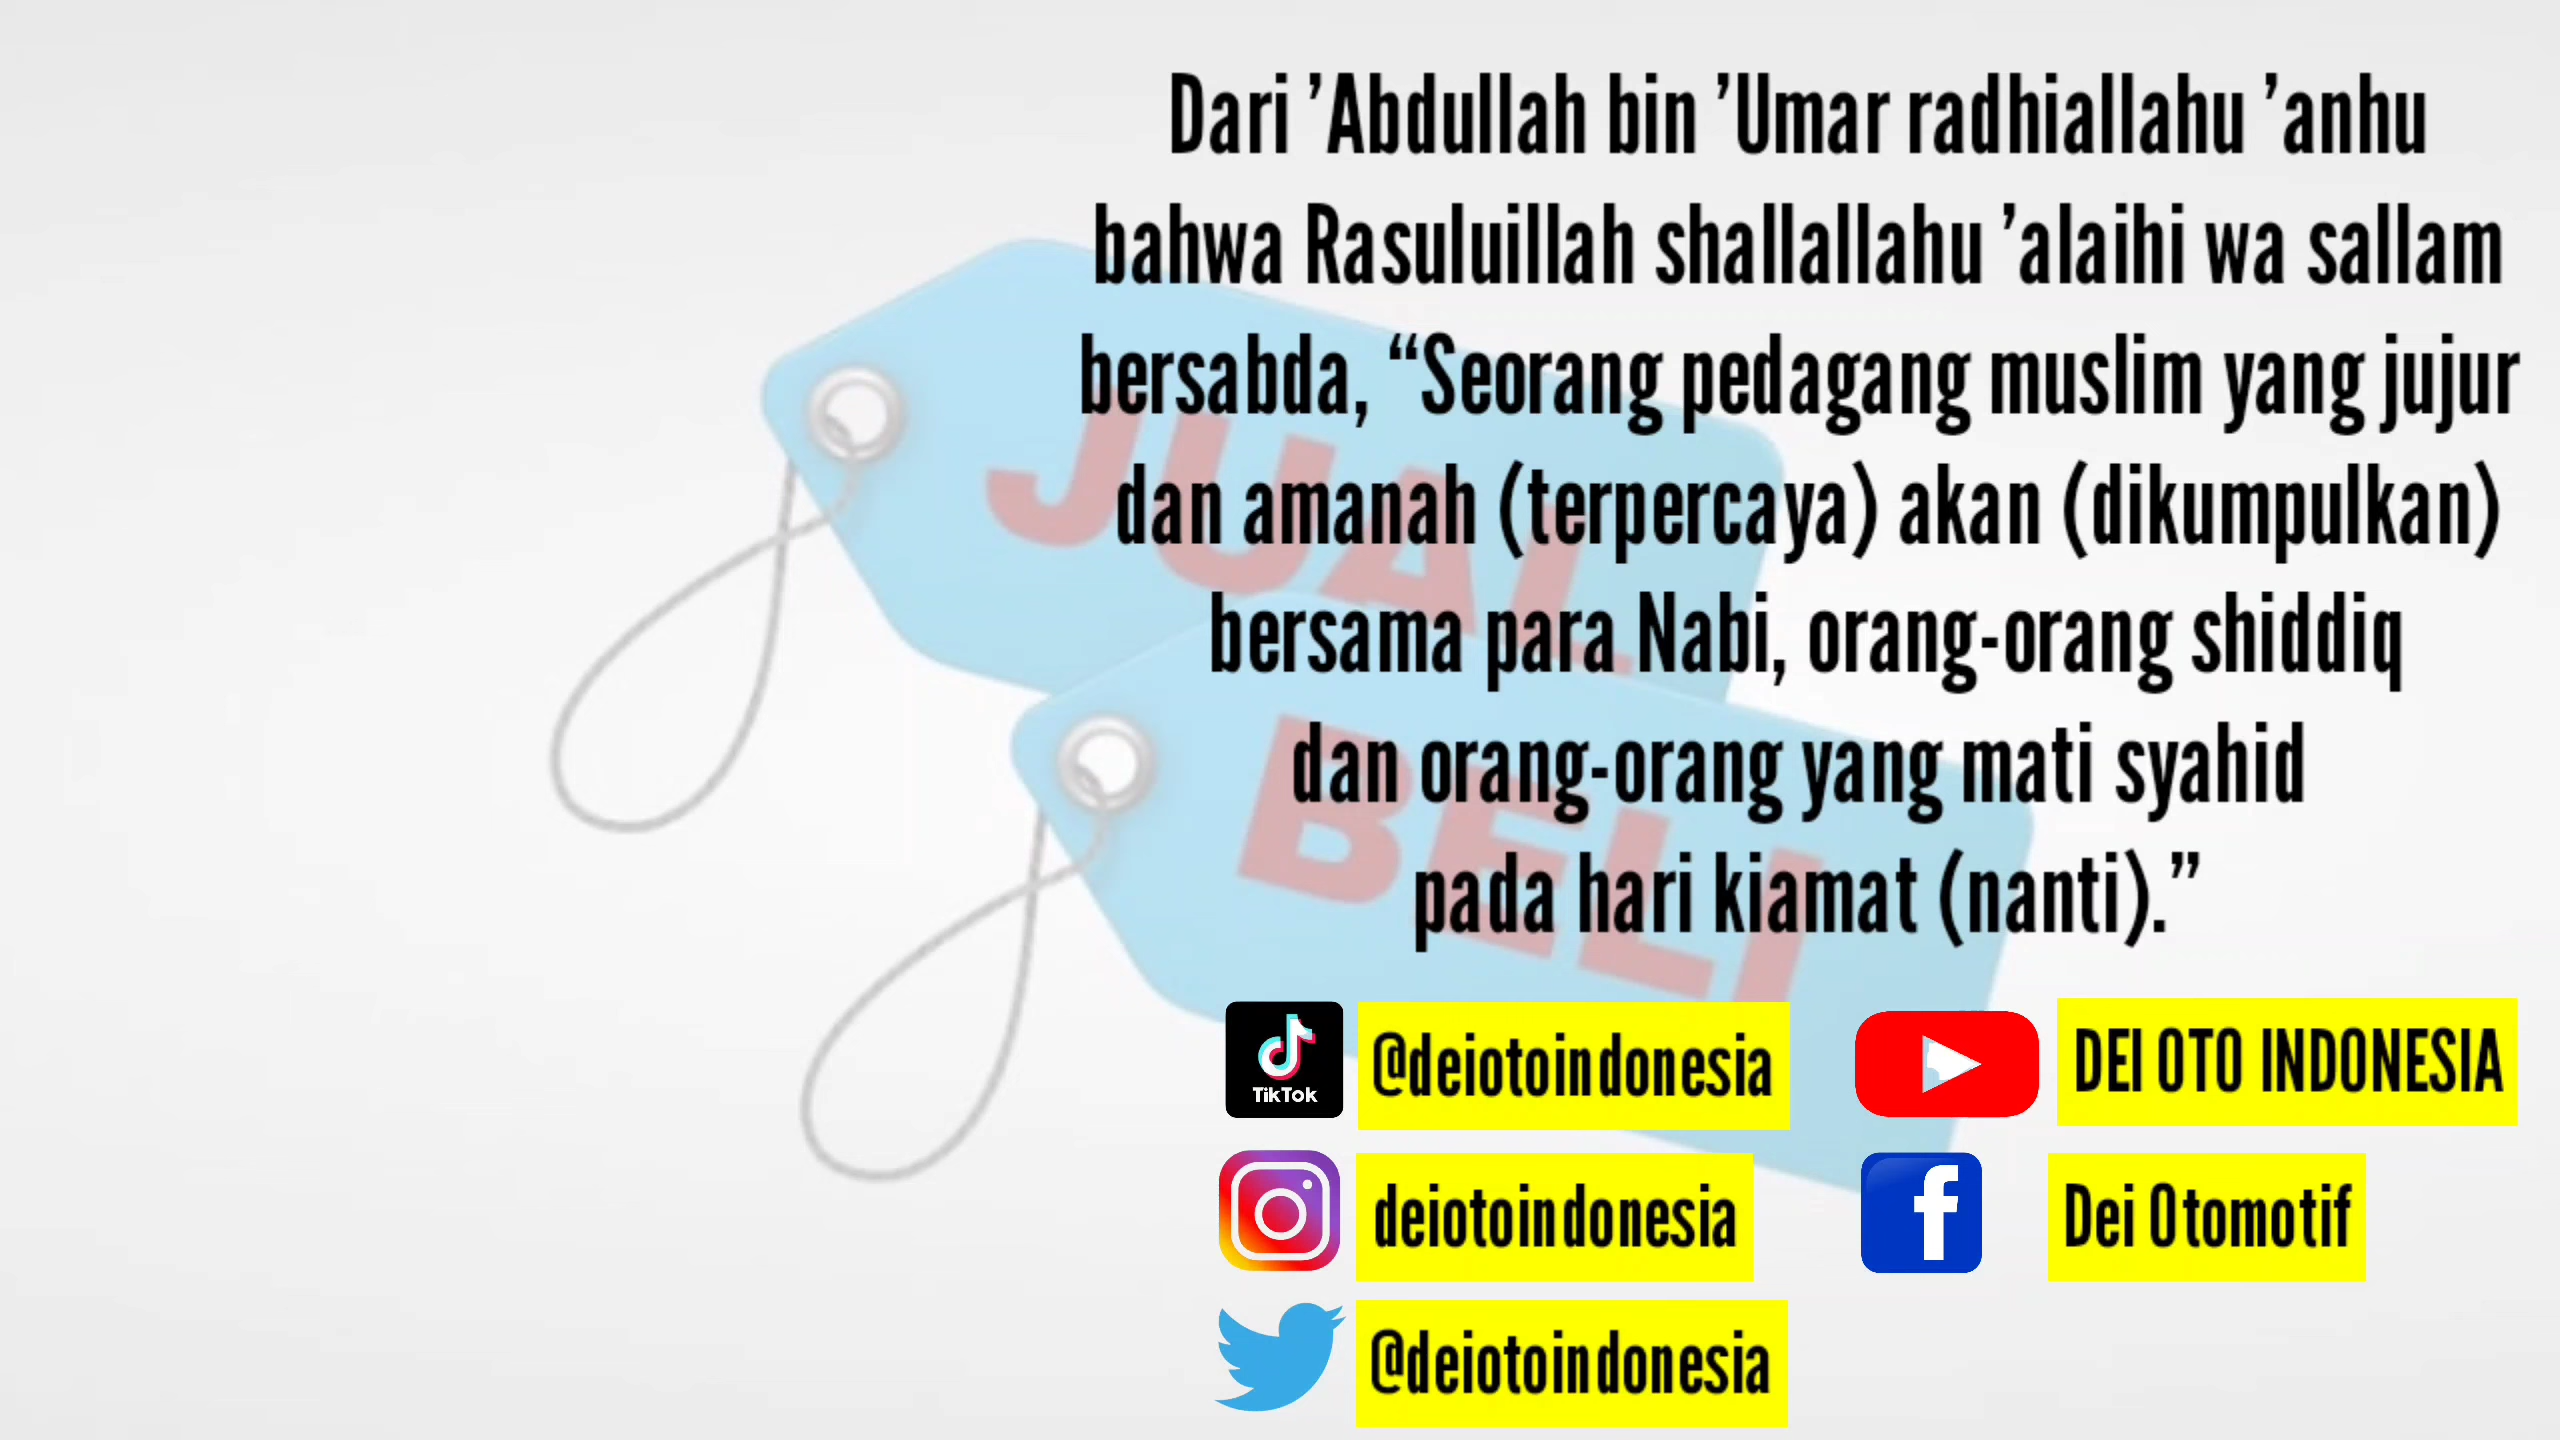 Dari ’Abdullah bin ’Umar radhiallahu ’anhu
bahwa Rasuluillah shallallahu ’alaihi wa sallam
bersabda, “Seorang pedagang muslim yang jujur
dan amanah (terpercaya) akan (dikumpulkan)
bersama para Nabi, orang-orang shiddiq
dan orang-orang yang mati syahid
pada hari kiamat (nanti).”
JUAL
BELI
TikTok
@deiotoindonesia
DEI OTO INDONESIA
deiotoindonesia
Dei Otomotif
@deiotoindonesia